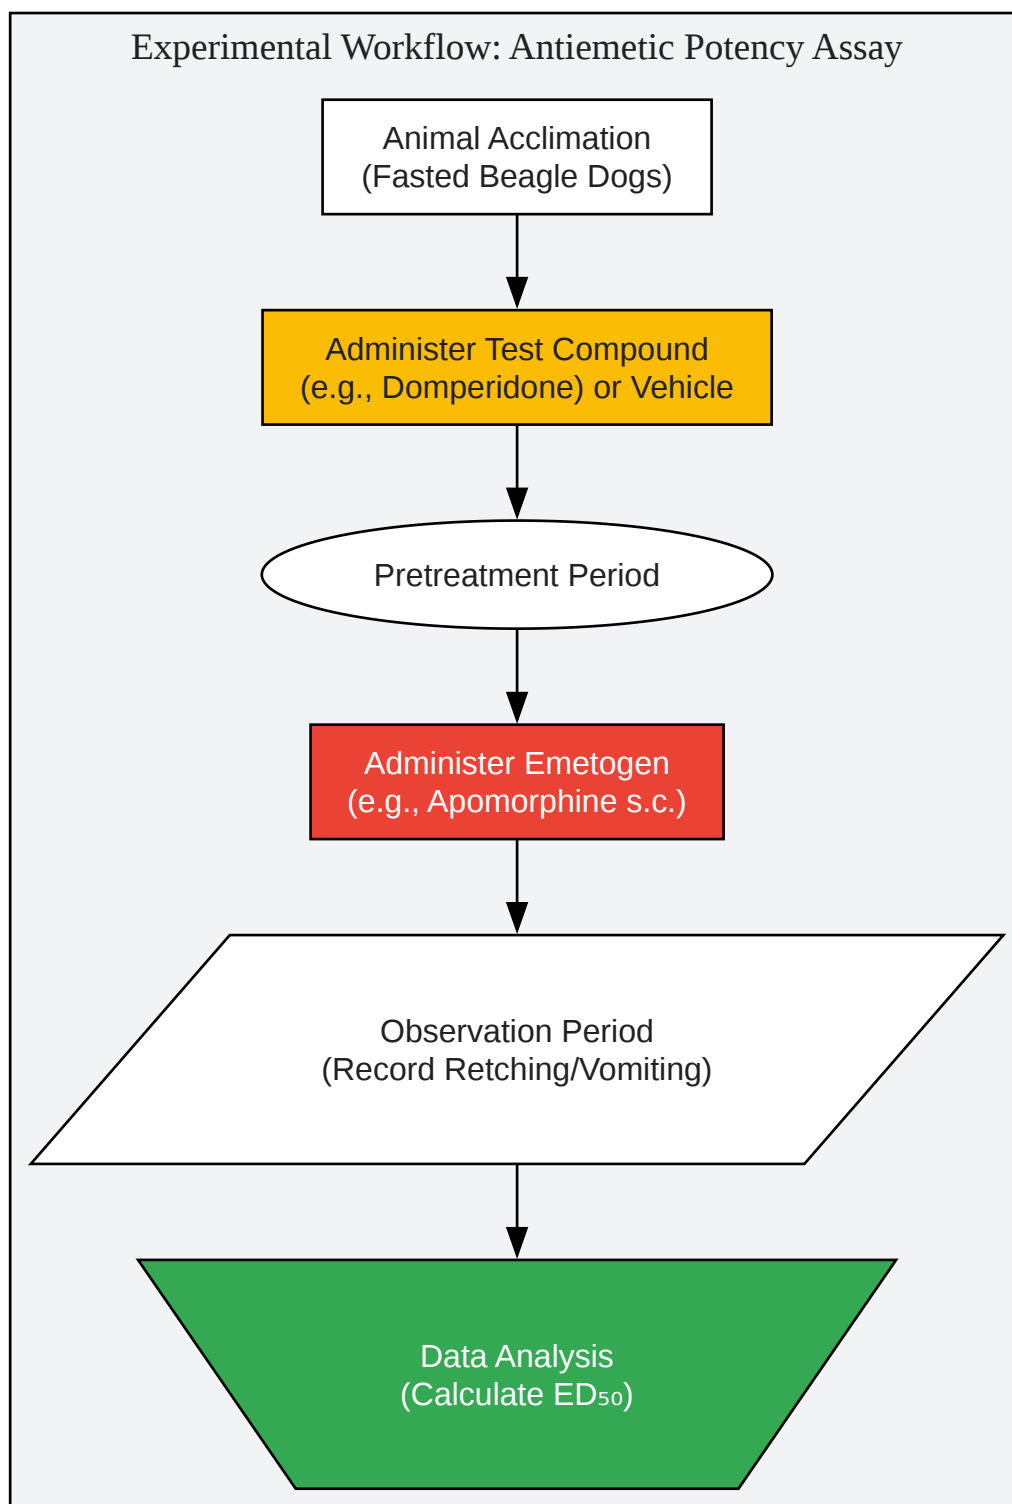 Experimental Workflow: Antiemetic Potency Assay
Animal Acclimation
(Fasted Beagle Dogs)
Administer Test Compound
(e.g., Domperidone) or Vehicle
Pretreatment Period
Administer Emetogen
(e.g., Apomorphine s.c.)
Observation Period
(Record Retching/Vomiting)
Data Analysis
(Calculate ED₅₀)